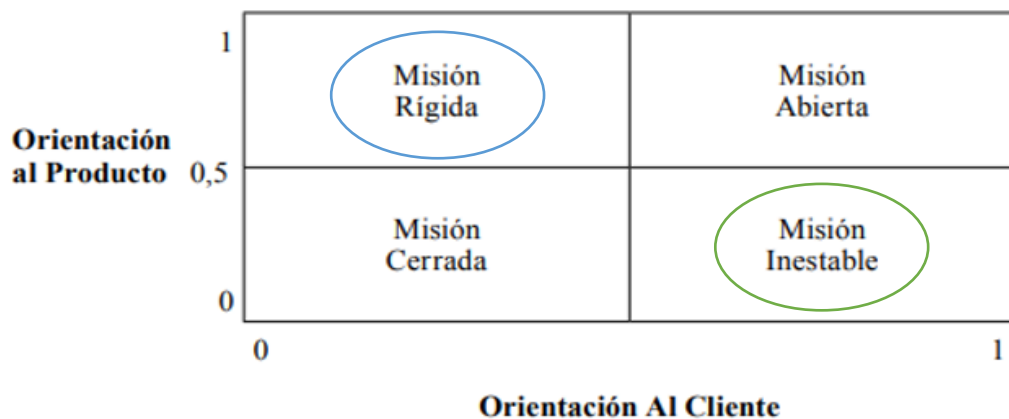 1
Misión
Rígida
Misión
Abierta
Orientación
al Producto
0,5
Misión
Cerrada
Misión
Inestable
0
0
1
Orientación Al Cliente